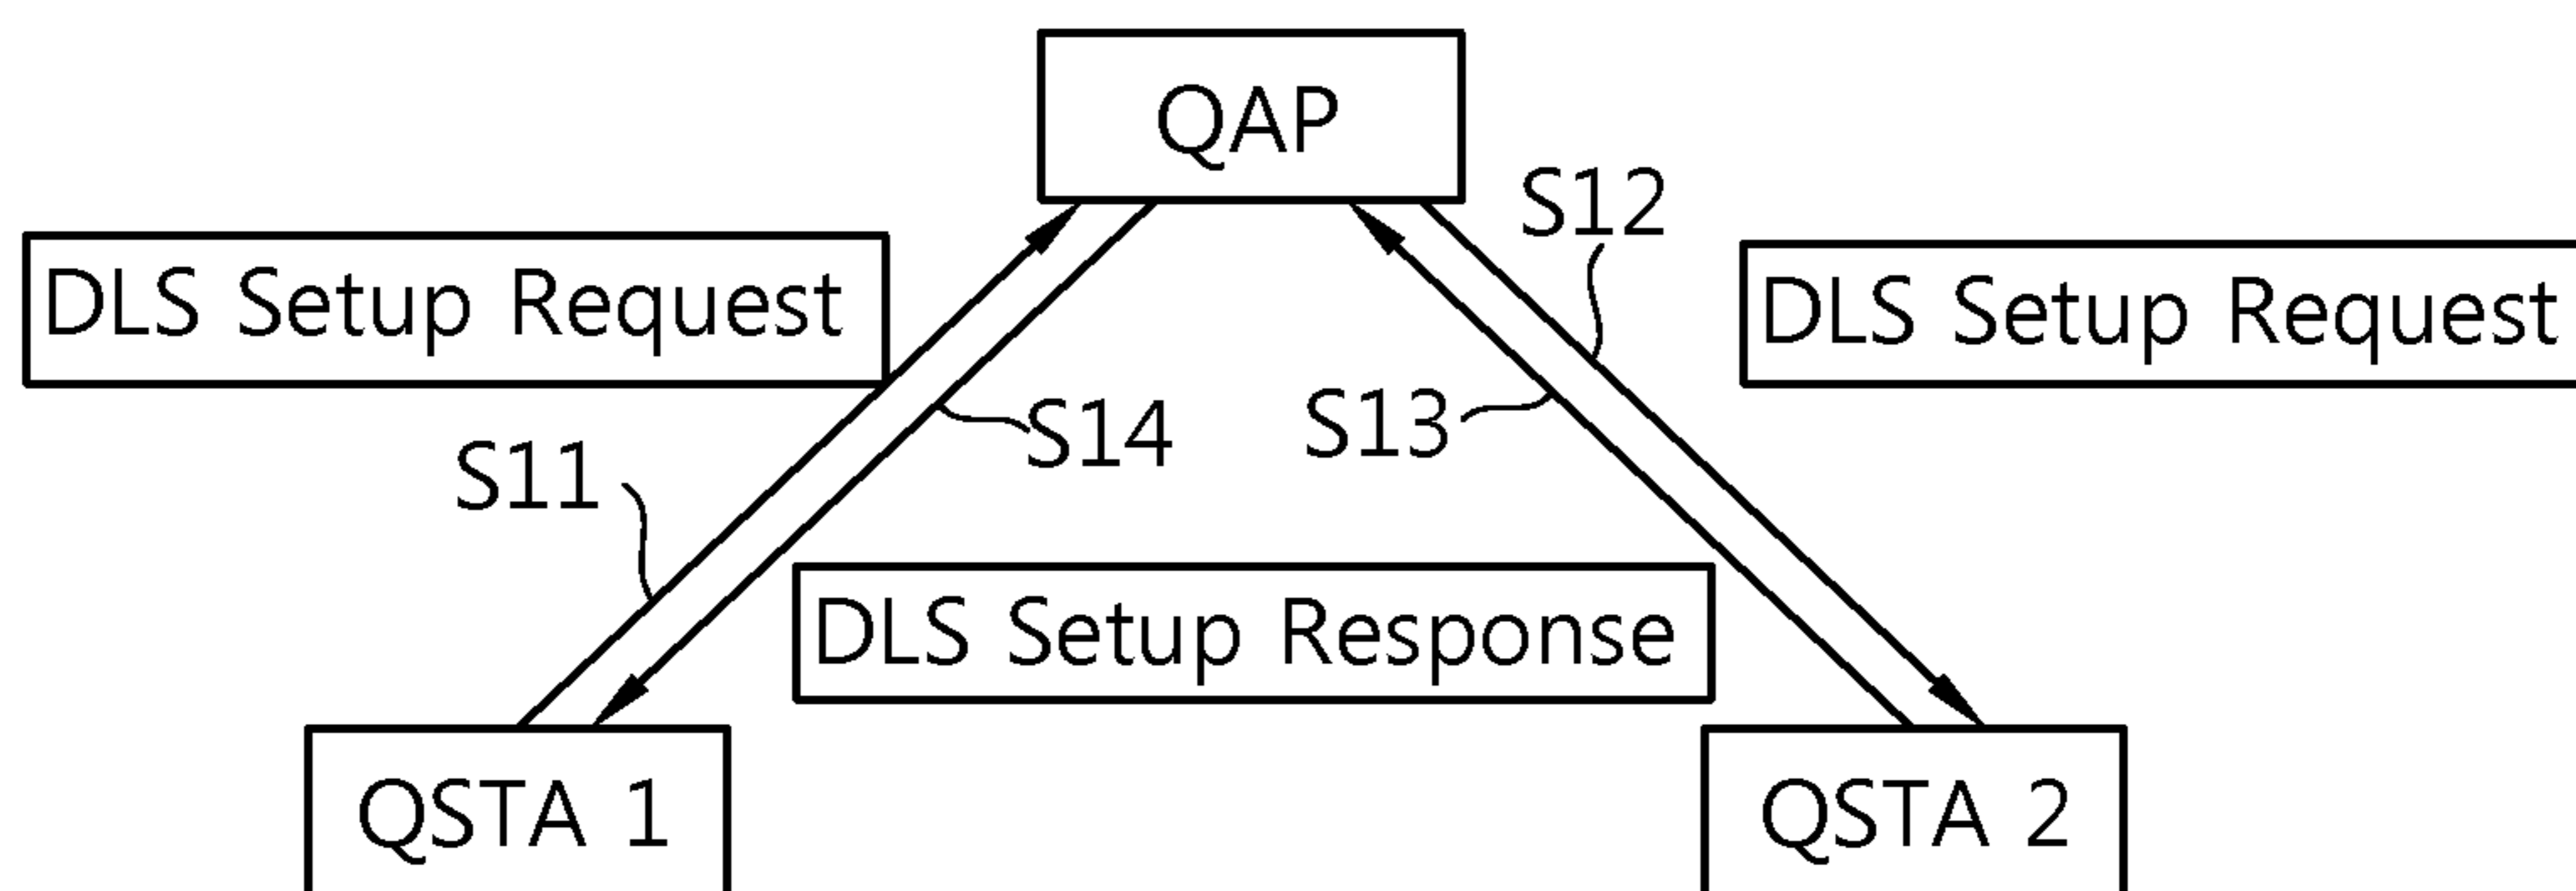 QAP
S12
DLS Setup Request
DLS Setup Request
S14
S13
S11
DLS Setup Response
QSTA 1
QSTA 2